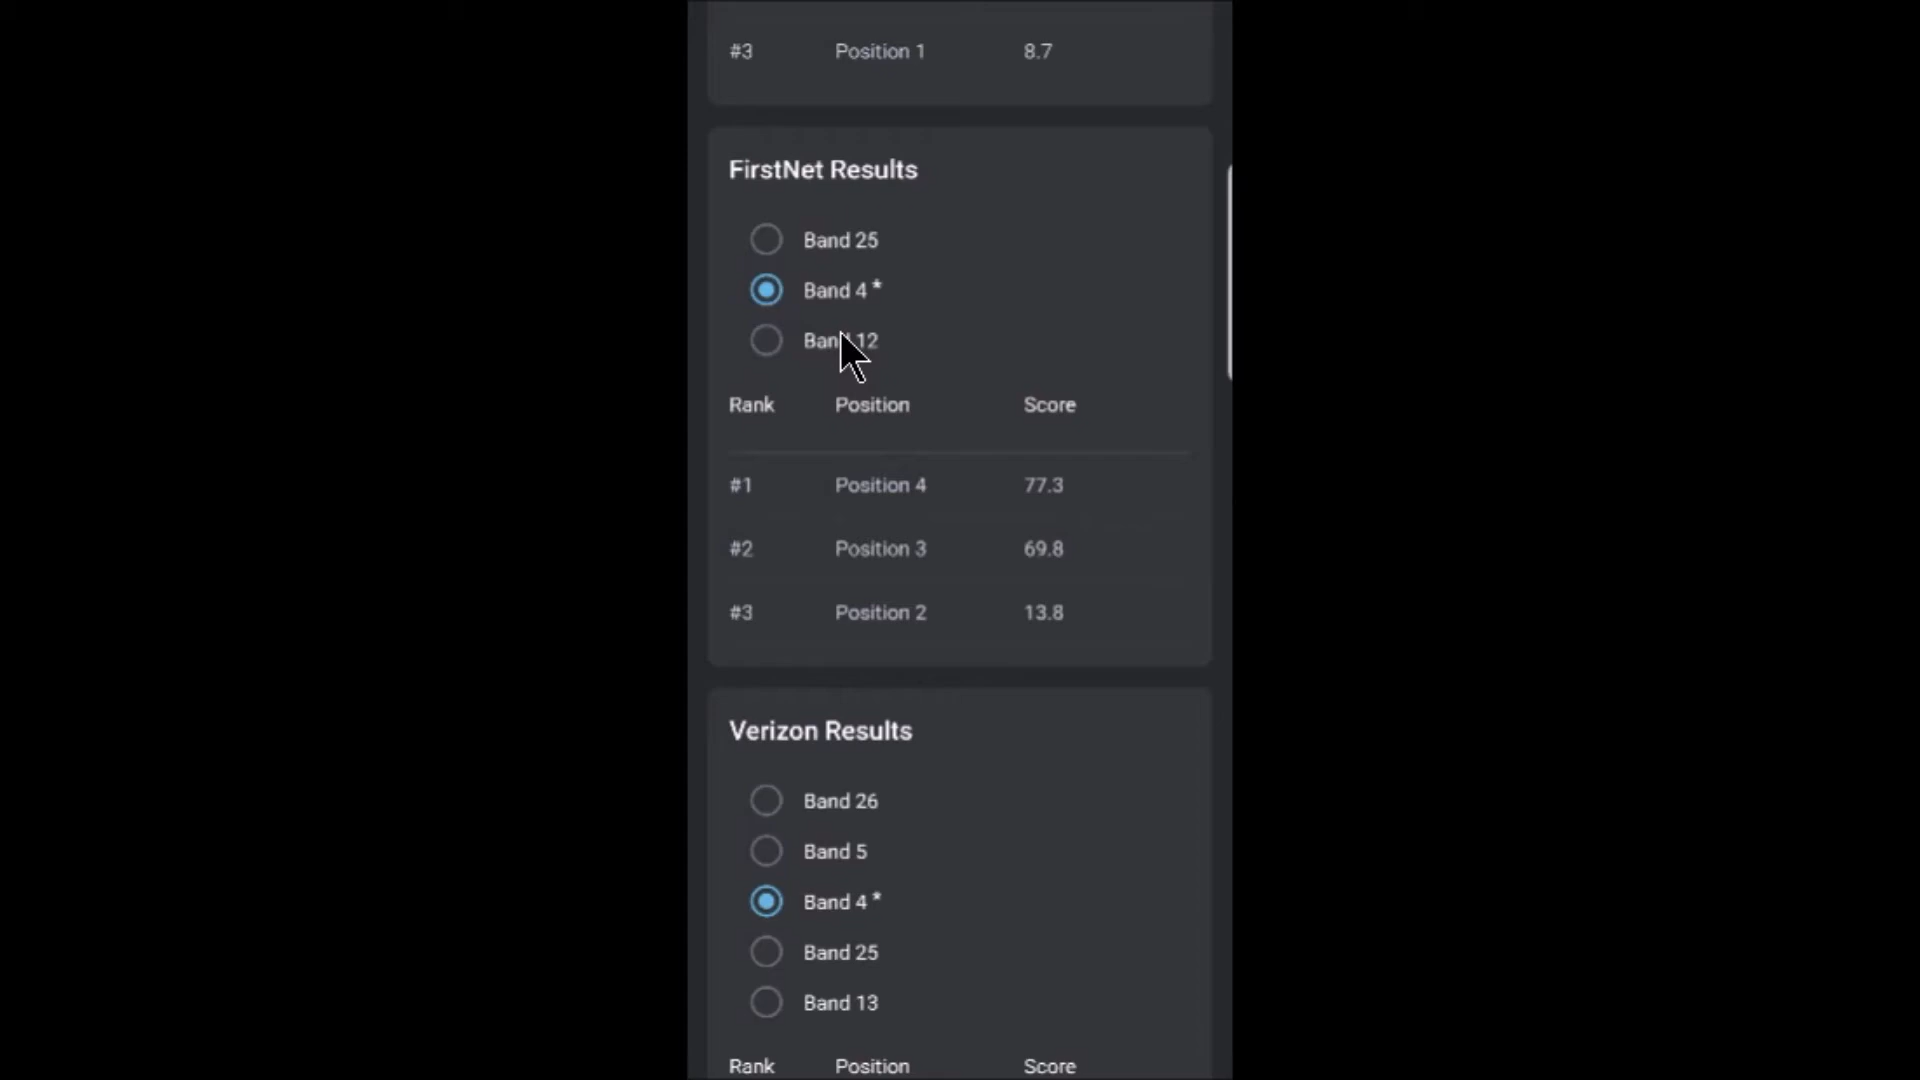 #3 Position 1 8.7
FirstNet Results
Band 25
Band 4 *
Band 12
Rank Position Score
#1 Position 4 77.3
#2 Position 3 69.8
#3 Position 2 13.8
Verizon Results
Band 26
Band 5
Band 4 *
Band 25
Band 13
Rank Position Score